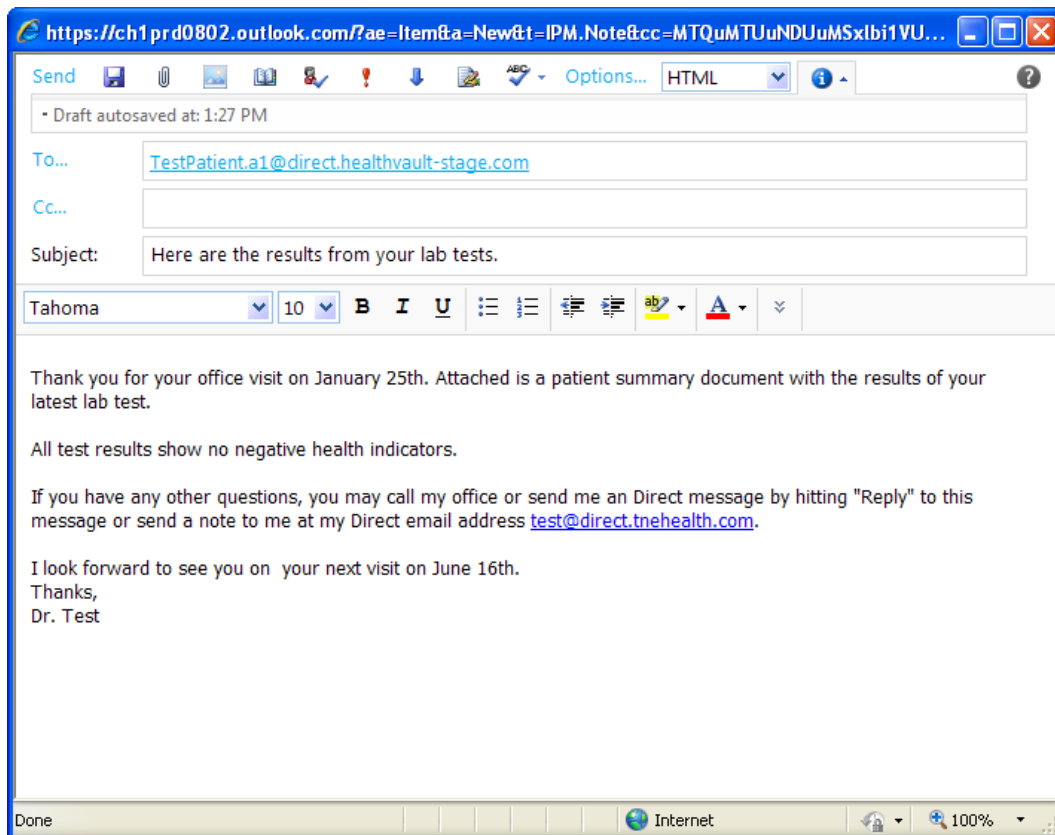 https://ch1prd0802.outlook.com/?ae=Item&a=New&t=IPM.Note&cc=MTQuMTUuNDUuMSxlbi1VU...
Send ABC Options... HTML
- Draft autosaved at: 1:27 PM
To... TestPatient.a1@direct.healthvault-stage.com
Cc...
Subject: Here are the results from your lab tests.
Tahoma 10 B I U ab A
Thank you for your office visit on January 25th. Attached is a patient summary document with the results of your
latest lab test.
All test results show no negative health indicators.
If you have any other questions, you may call my office or send me an Direct message by hitting "Reply" to this
message or send a note to me at my Direct email address test@direct.tnehealth.com.
I look forward to see you on  your next visit on June 16th.
Thanks,
Dr. Test
Done Internet 100%